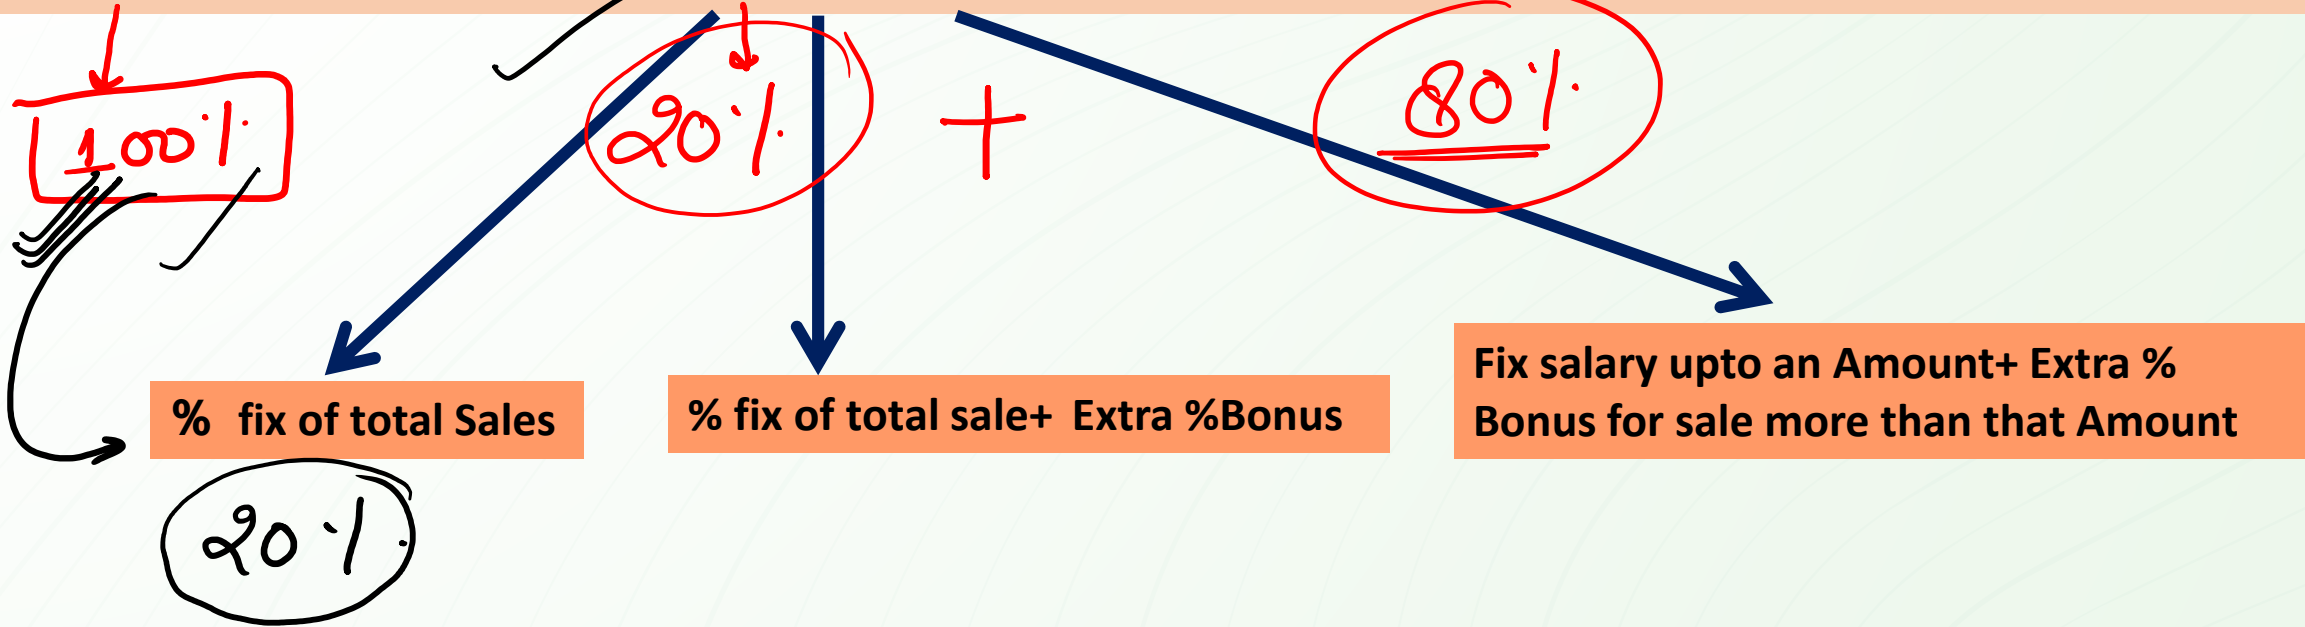 100%
20% + 80%
% fix of total Sales
% fix of total sale+ Extra %Bonus
Fix salary upto an Amount+ Extra %
Bonus for sale more than that Amount
20%